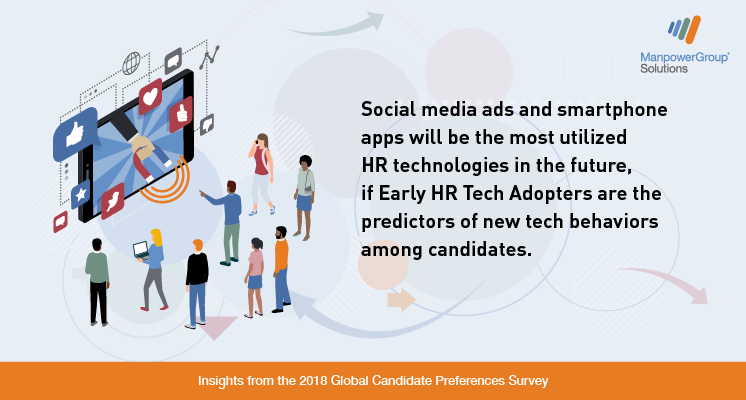 ManpowerGroup®
Solutions
Social media ads and smartphone
apps will be the most utilized
HR technologies in the future,
if Early HR Tech Adopters are the
predictors of new tech behaviors
among candidates.
Insights from the 2018 Global Candidate Preferences Survey